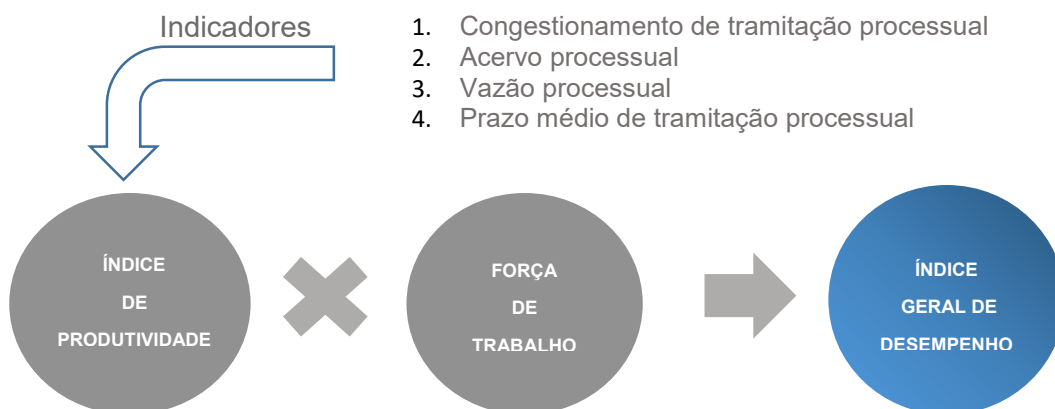 Indicadores
1. Congestionamento de tramitação processual
2. Acervo processual
3. Vazão processual
4. Prazo médio de tramitação processual
ÍNDICE
DE
PRODUTIVIDADE
FORÇA
DE
TRABALHO
ÍNDICE
GERAL DE
DESEMPENHO